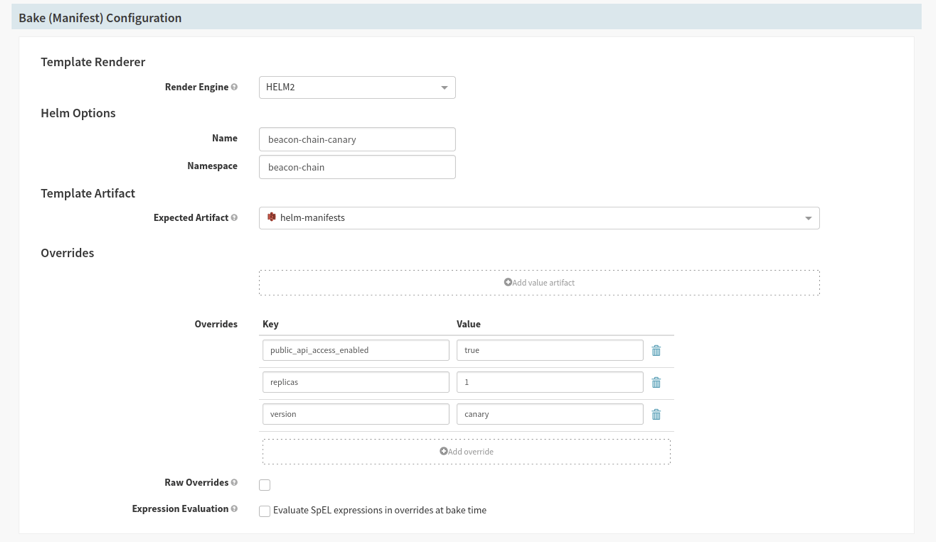 Bake (Manifest) Configuration
Template Renderer
Render Engine
HELM2
Helm Options
Name
beacon-chain-canary
Namespace
beacon-chain
Template Artifact
Expected Artifact
helm-manifests
Overrides
Add value artifact
Overrides
Key Value
public_api_access_enabled true
replicas 1
version canary
Add override
Raw Overrides
Expression Evaluation
Evaluate SpEL expressions in overrides at bake time